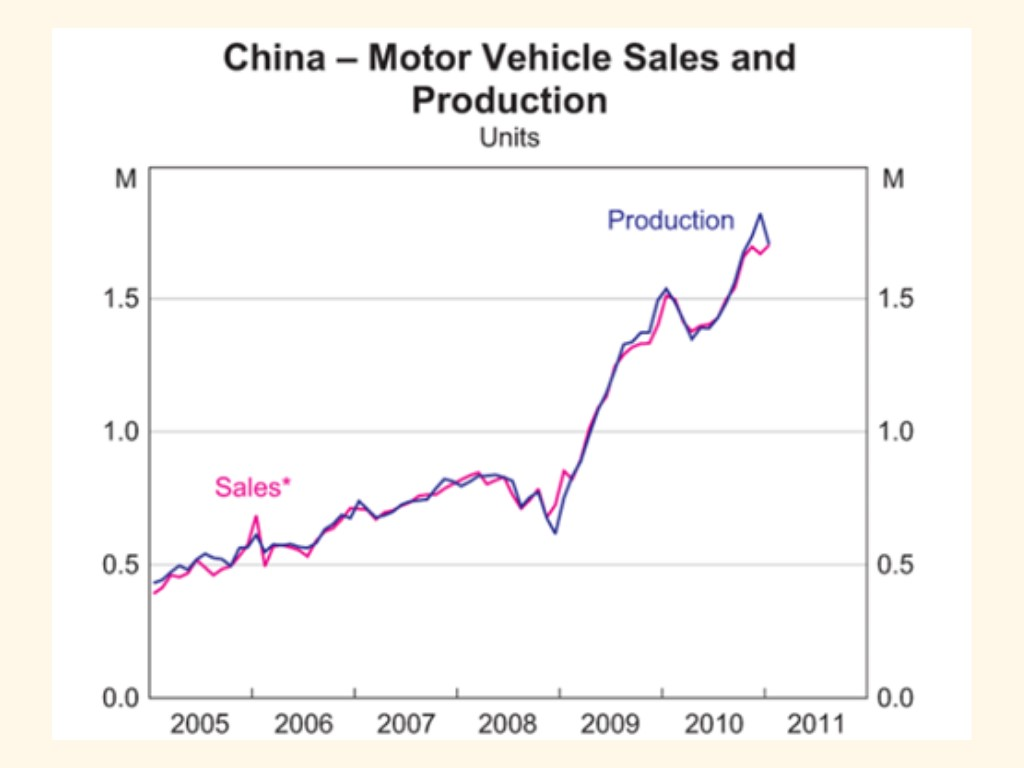 China – Motor Vehicle Sales and
Production
Units
M M
Production
1.5 1.5
1.0 1.0
Sales*
0.5 0.5
0.0 0.0
2005 2006 2007 2008 2009 2010 2011